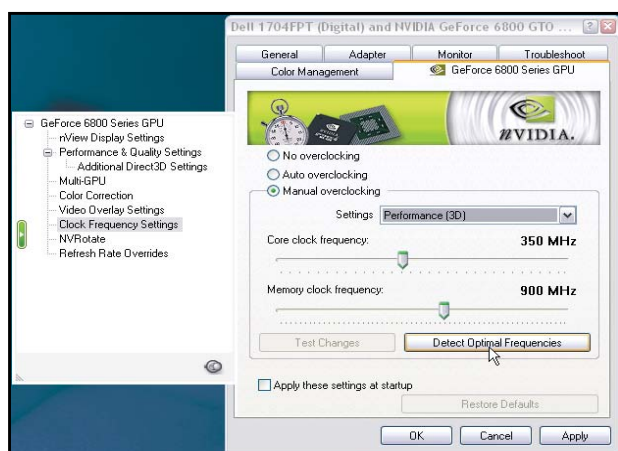 Dell 1704FPT (Digital) and NVIDIA GeForce 6800 GTO ...
General Adapter Monitor Troubleshoot
Color Management GeForce 6800 Series GPU
NVIDIA.
GeForce 6800 Series GPU
nView Display Settings
Performance & Quality Settings
Additional Direct3D Settings
Multi-GPU
Color Correction
Video Overlay Settings
Clock Frequency Settings
NVRotate
Refresh Rate Overrides
No overclocking
Auto overclocking
Manual overclocking
Settings Performance (3D)
Core clock frequency: 350 MHz
Memory clock frequency: 900 MHz
Test Changes Detect Optimal Frequencies
Apply these settings at startup
Restore Defaults
OK Cancel Apply